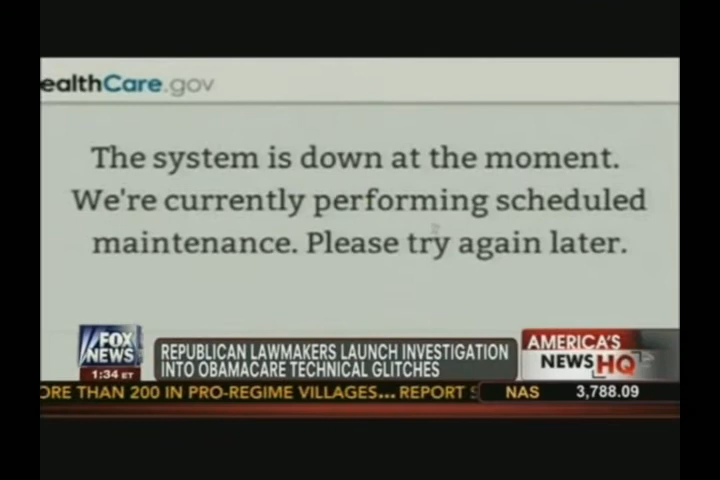 ealthCare.gov
The system is down at the moment.
We're currently performing scheduled
maintenance. Please try again later.
FOX
NEWS
1:34 ET
REPUBLICAN LAWMAKERS LAUNCH INVESTIGATION
INTO OBAMACARE TECHNICAL GLITCHES
AMERICA'S
NEWS HQ
ORE THAN 200 IN PRO-REGIME VILLAGES... REPORT
NAS 3,788.09